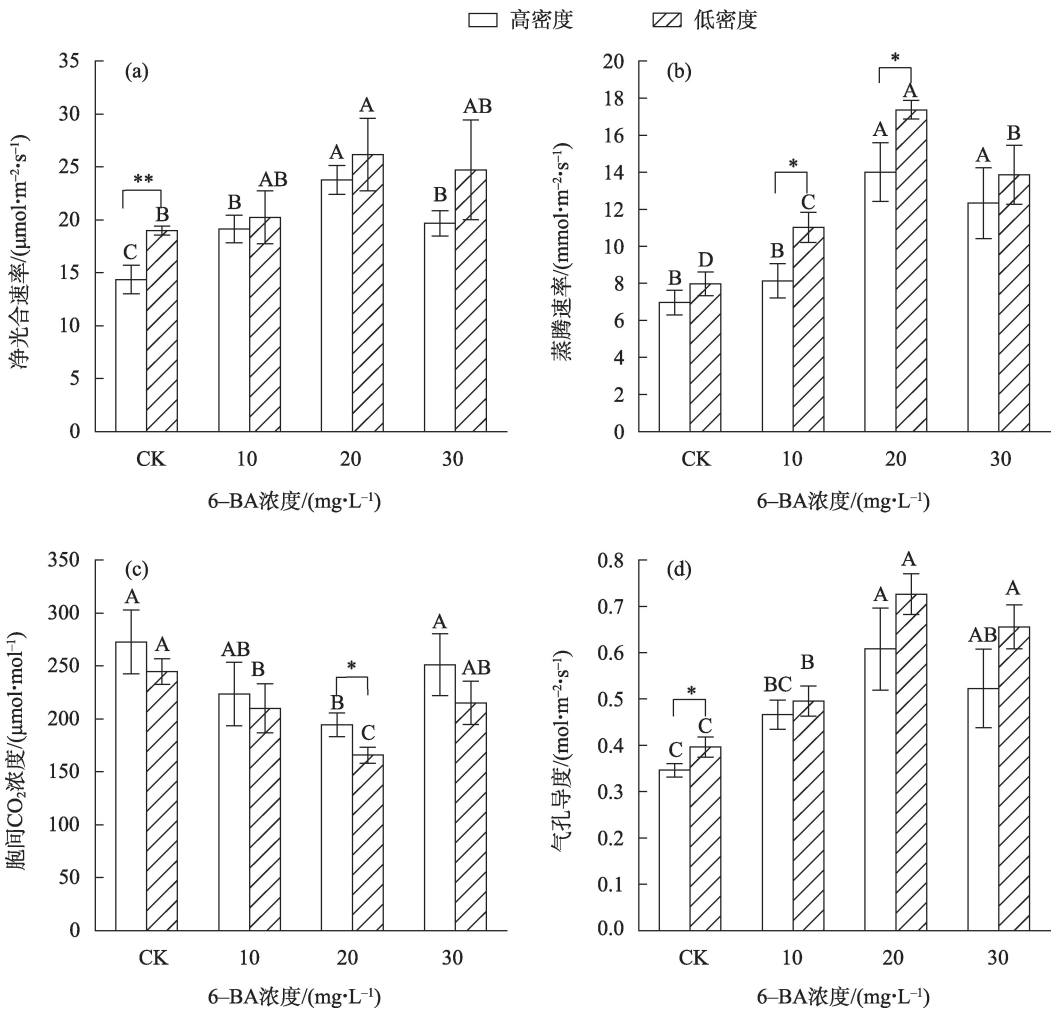 高密度 低密度
(a)
净光合速率/(μmol·m⁻²·s⁻¹)
35
30
25
20
15
10
5
0
**
C B
B AB
A A
B AB
CK 10 20 30
6–BA浓度/(mg·L⁻¹)
(b)
蒸腾速率/(mmol·m⁻²·s⁻¹)
20
18
16
14
12
10
8
6
4
2
0
B D
*
B C
*
A A
A B
CK 10 20 30
6–BA浓度/(mg·L⁻¹)
(c)
胞间CO₂浓度/(μmol·mol⁻¹)
350
300
250
200
150
100
50
0
A A
AB B
*
B C
A AB
CK 10 20 30
6–BA浓度/(mg·L⁻¹)
(d)
气孔导度/(mol·m⁻²·s⁻¹)
0.8
0.7
0.6
0.5
0.4
0.3
0.2
0.1
0.0
*
C C
BC B
A A
AB A
CK 10 20 30
6–BA浓度/(mg·L⁻¹)